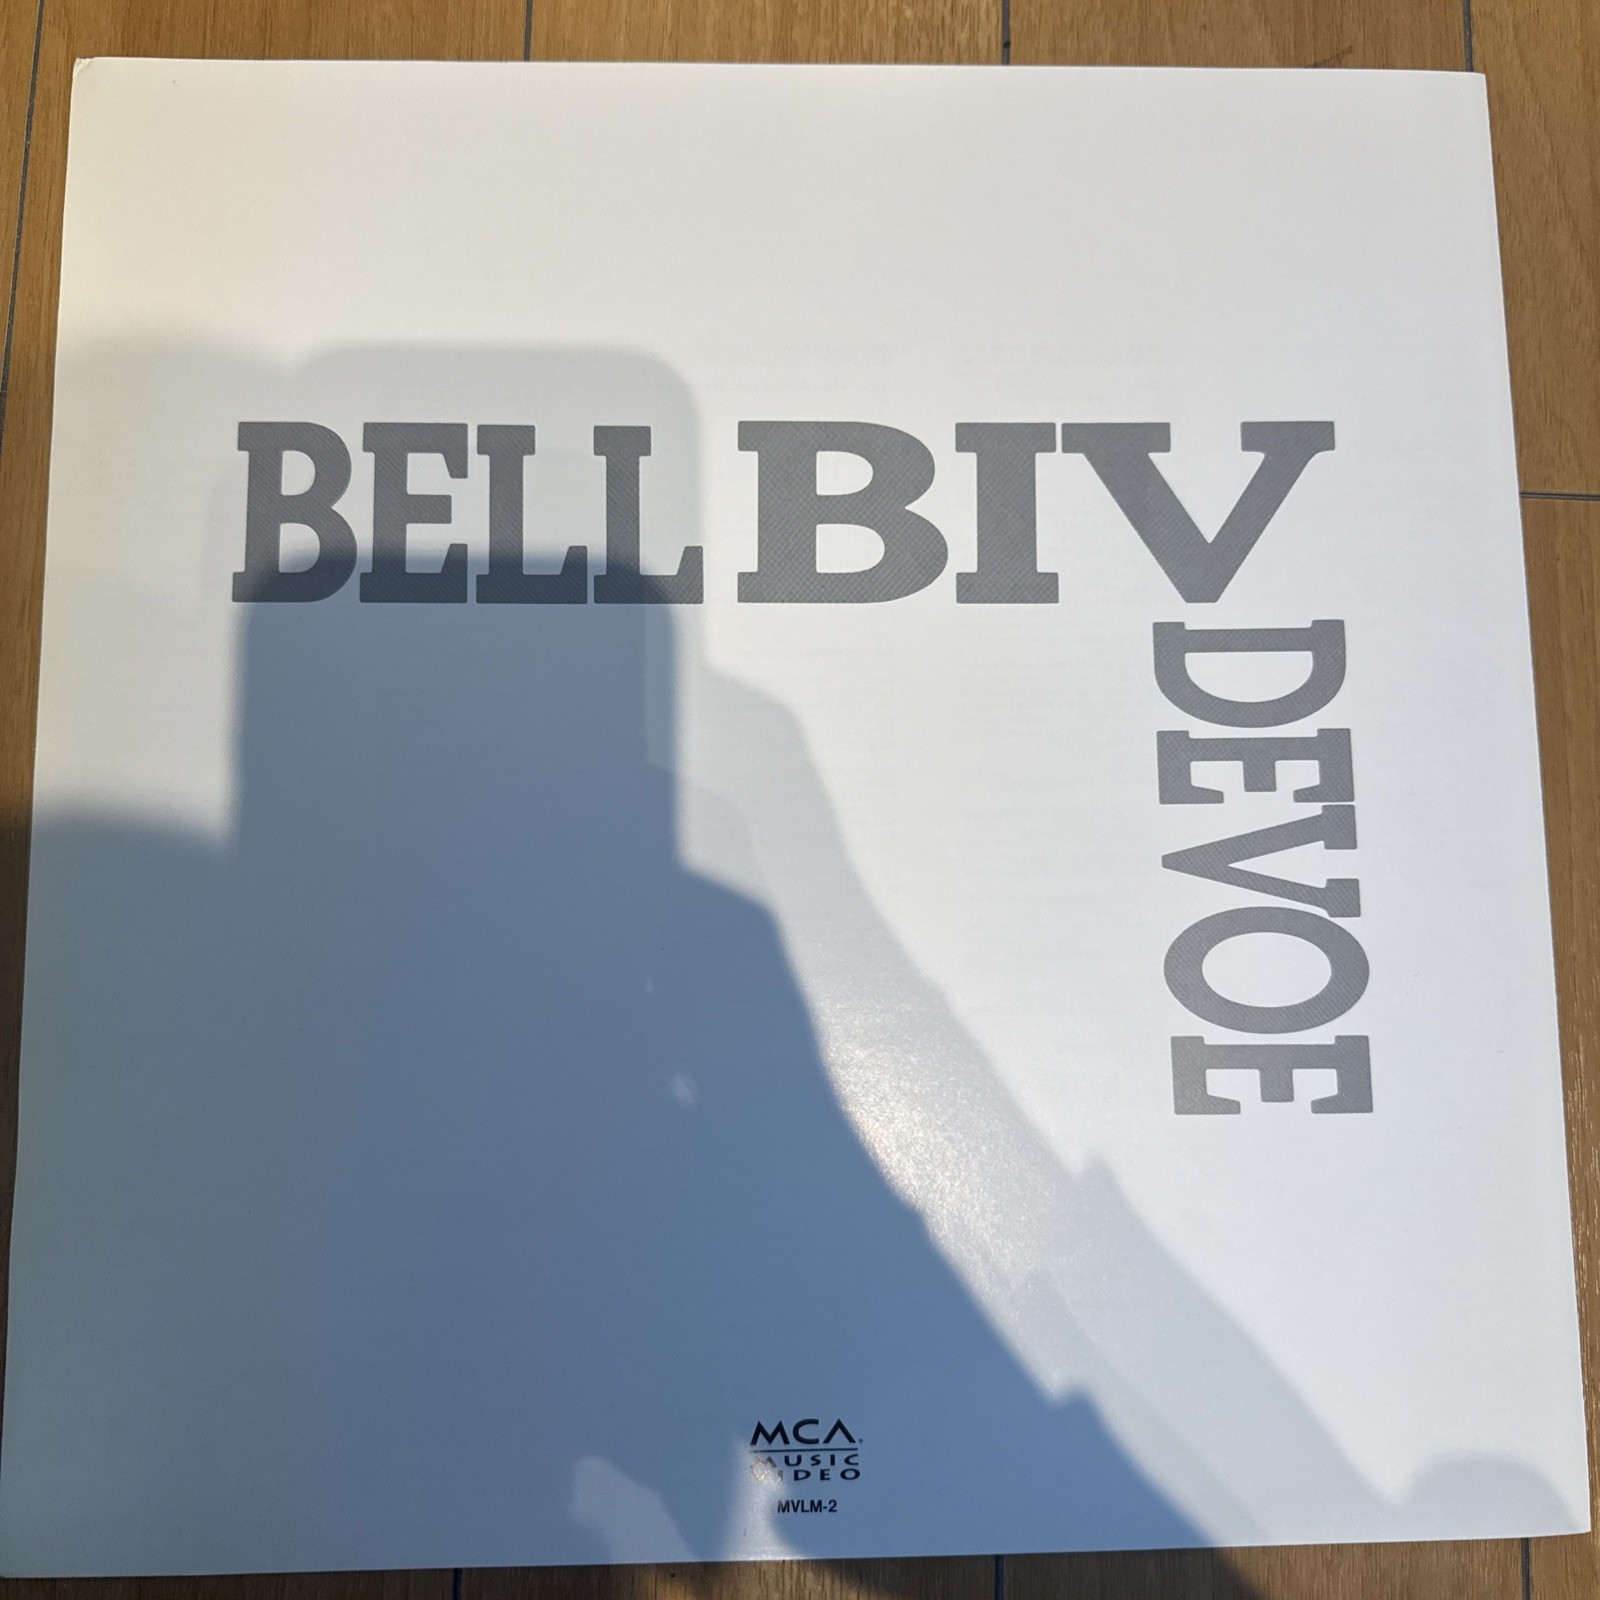 BELL BIV
DEVOE
MCA®
MUSIC
VIDEO
MVLM-2